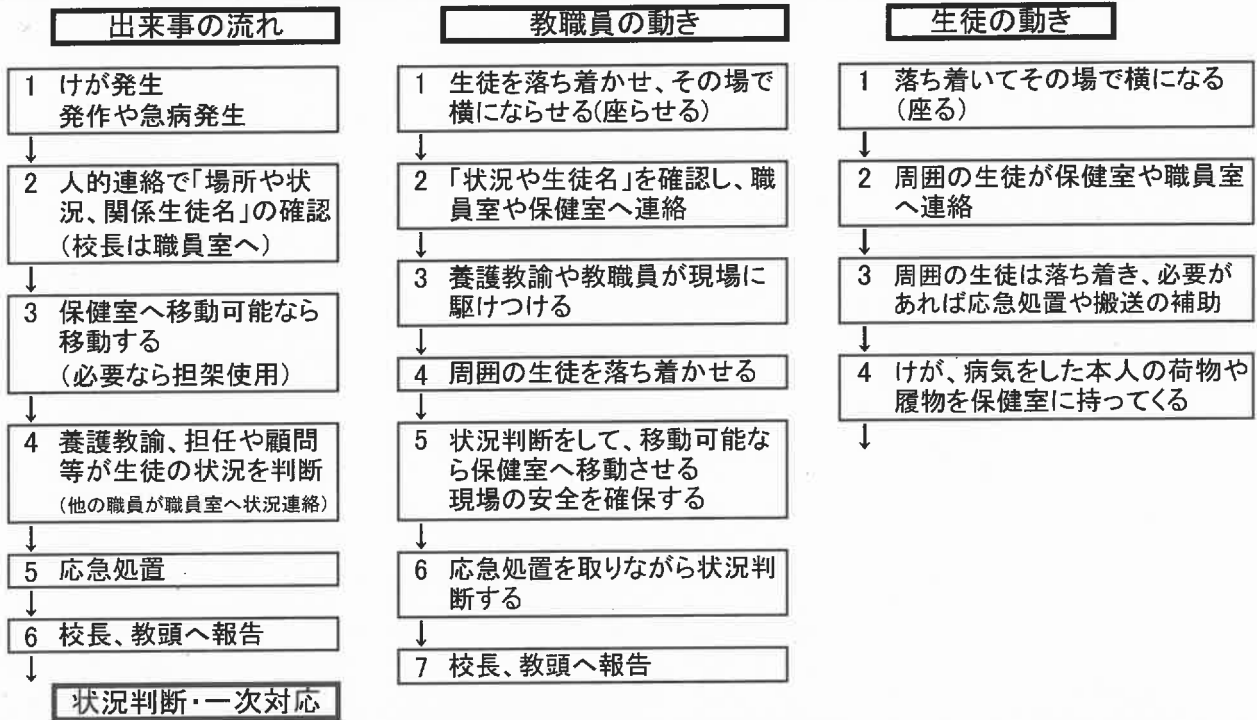 出来事の流れ
1 けが発生
発作や急病発生
↓
2 人的連絡で「場所や状
況、関係生徒名」の確認
(校長は職員室へ)
↓
3 保健室へ移動可能なら
移動する
(必要なら担架使用)
↓
4 養護教諭、担任や顧問
等が生徒の状況を判断
(他の職員が職員室へ状況連絡)
↓
5 応急処置
↓
6 校長、教頭へ報告
↓
状況判断・一次対応
教職員の動き
1 生徒を落ち着かせ、その場で
横にならせる(座らせる)
↓
2 「状況や生徒名」を確認し、職
員室や保健室へ連絡
↓
3 養護教諭や教職員が現場に
駆けつける
↓
4 周囲の生徒を落ち着かせる
↓
5 状況判断をして、移動可能な
ら保健室へ移動させる
現場の安全を確保する
↓
6 応急処置を取りながら状況判
断する
↓
7 校長、教頭へ報告
生徒の動き
1 落ち着いてその場で横になる
(座る)
↓
2 周囲の生徒が保健室や職員室
へ連絡
↓
3 周囲の生徒は落ち着き、必要が
あれば応急処置や搬送の補助
↓
4 けが、病気をした本人の荷物や
履物を保健室に持ってくる
↓